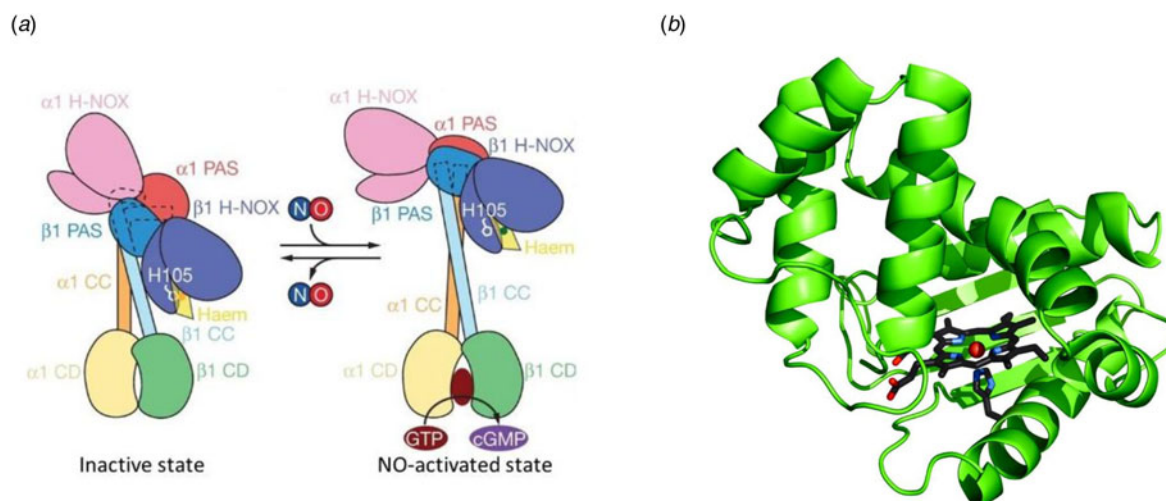 (a)
(b)
α1 H-NOX
α1 PAS
β1 PAS
β1 H-NOX
H105
α1 CC
Haem
β1 CC
α1 CD
β1 CD
Inactive state
N O
N O
α1 H-NOX
α1 PAS
β1 H-NOX
β1 PAS
H105
Haem
α1 CC
β1 CC
α1 CD
β1 CD
GTP
cGMP
NO-activated state